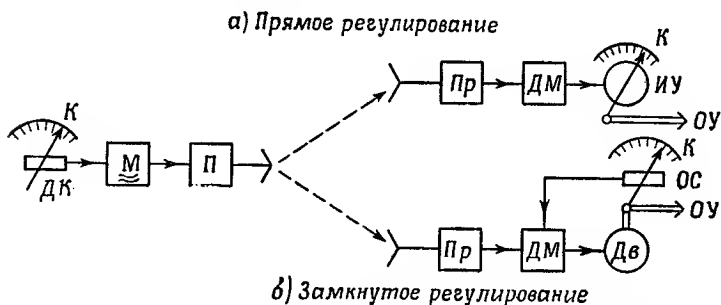 а) Прямое регулирование
К
Пр
ДМ
ИУ
ОУ
К
ДК
М
П
К
ОС
ОУ
Пр
ДМ
Дв
б) Замкнутое регулирование